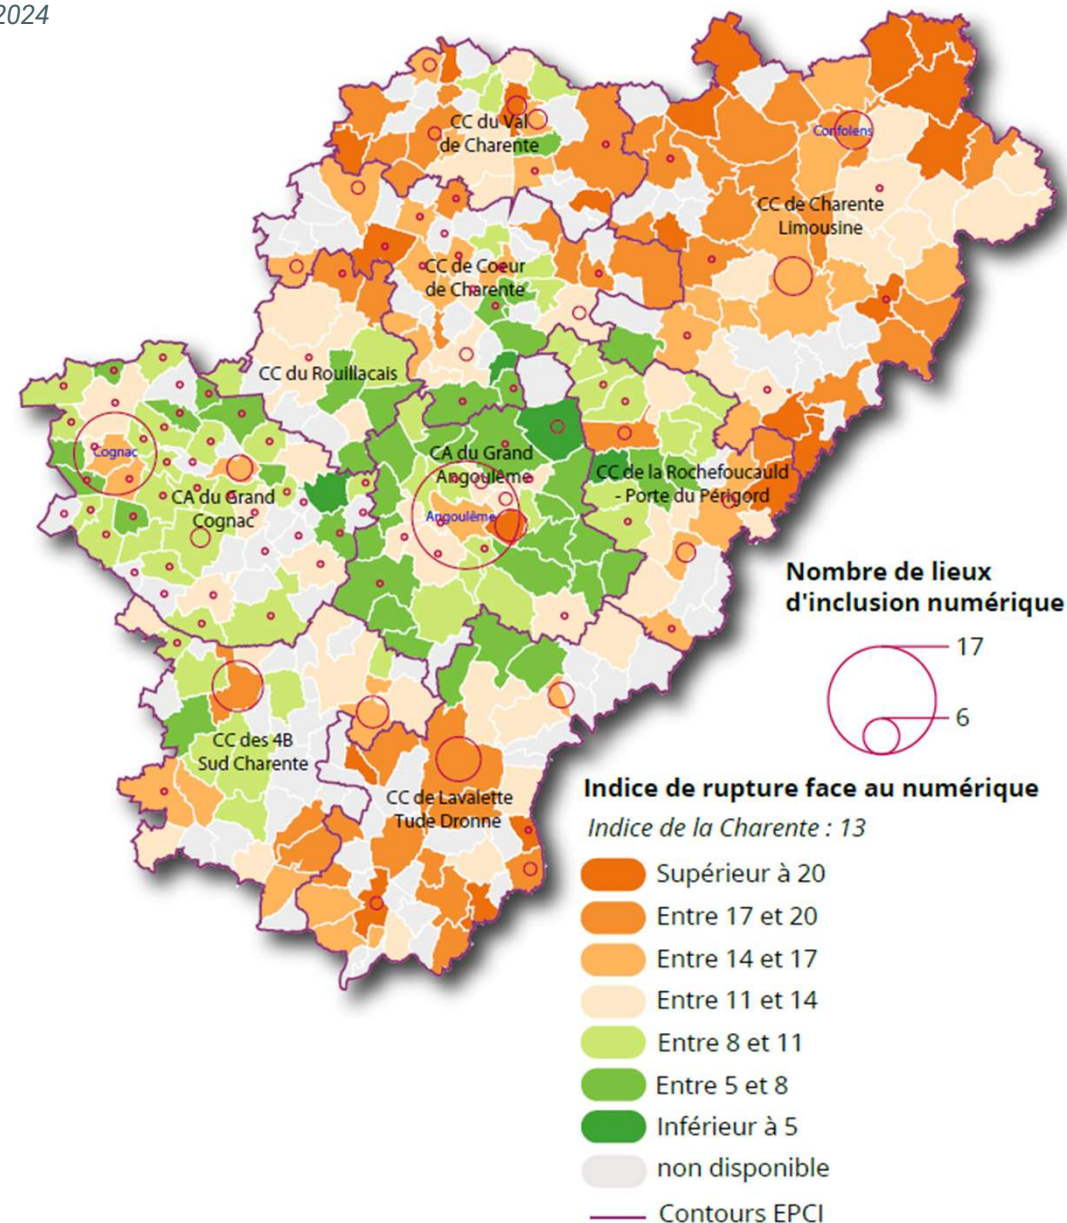 2024
CC du Val
de Charente
Confolens
CC de Charente
Limousine
CC de Coeur
de Charente
CC du Rouillacais
Cognac
CA du Grand
Angoulême
CC de la Rochefoucauld
- Porte du Périgord
CA du Grand
Cognac
Angoulême
CC des 4B
Sud Charente
CC de Lavalette
Tude Dronne
Nombre de lieux
d'inclusion numérique
17
6
Indice de rupture face au numérique
Indice de la Charente : 13
Supérieur à 20
Entre 17 et 20
Entre 14 et 17
Entre 11 et 14
Entre 8 et 11
Entre 5 et 8
Inférieur à 5
non disponible
Contours EPCI